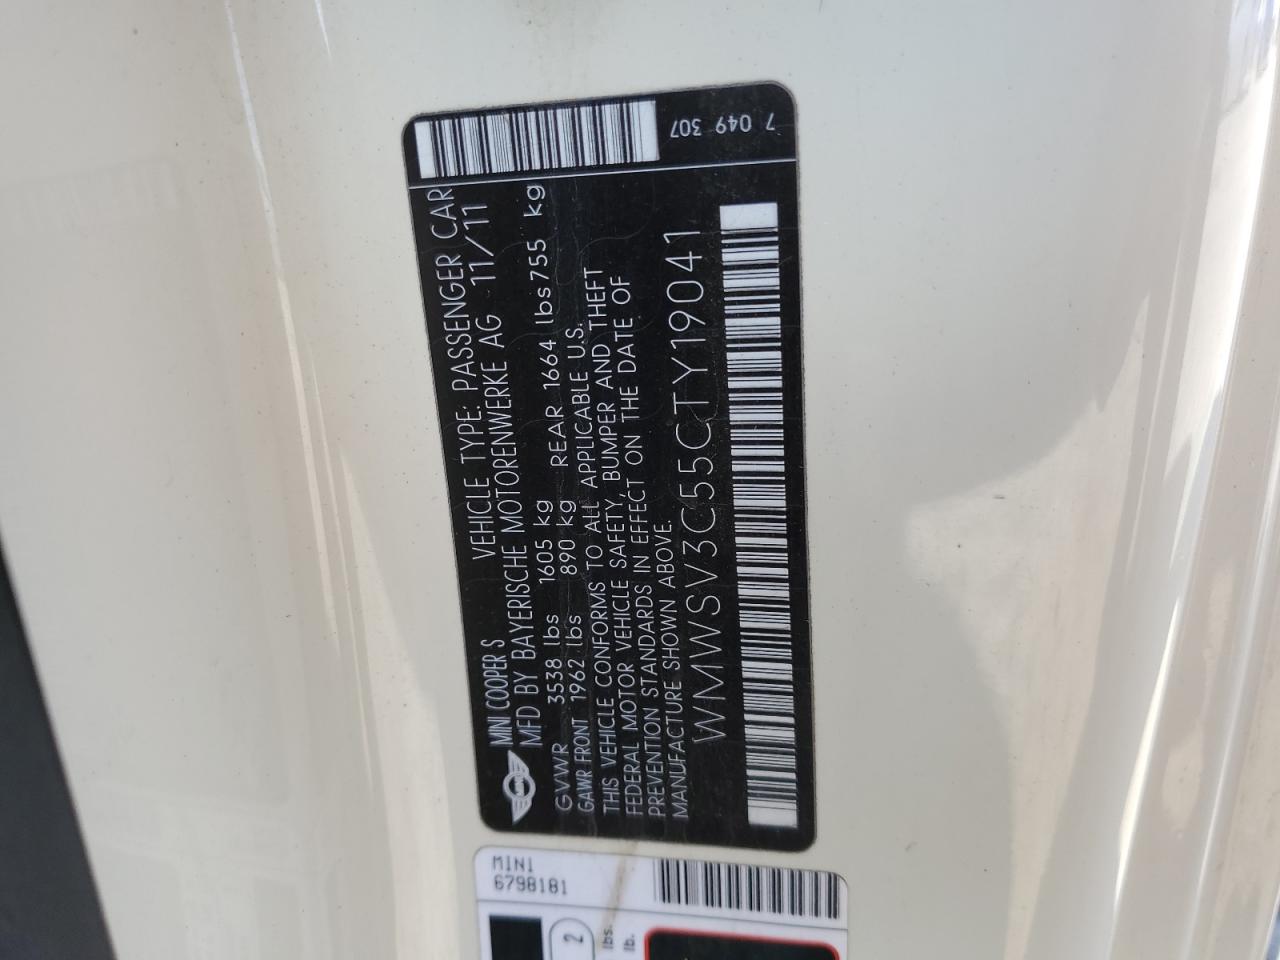 7 049 307
MINI COOPER S VEHICLE TYPE: PASSENGER CAR
MFD BY BAYERISCHE MOTORENWERKE AG 11/11
GVWR 3538 lbs 1605 kg REAR 1664 lbs 755 kg
GAWR FRONT 1962 lbs 890 kg
THIS VEHICLE CONFORMS TO ALL APPLICABLE U.S.
FEDERAL MOTOR VEHICLE SAFETY, BUMPER AND THEFT
PREVENTION STANDARDS IN EFFECT ON THE DATE OF
MANUFACTURE SHOWN ABOVE.
WMWSV3C55CTY19041
MINI
6798181
2
lbs.
lb.